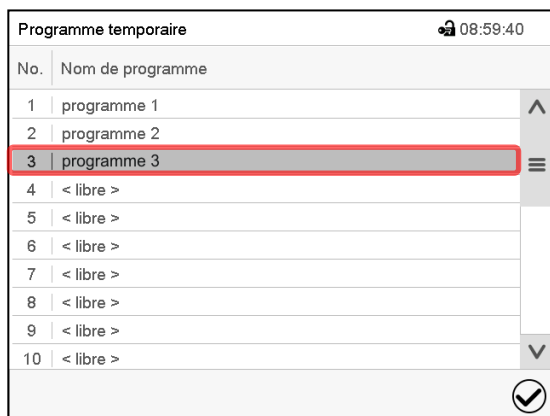 Programme temporaire 08:59:40
No. Nom de programme
1 programme 1
2 programme 2
3 programme 3
4 < libre >
5 < libre >
6 < libre >
7 < libre >
8 < libre >
9 < libre >
10 < libre >